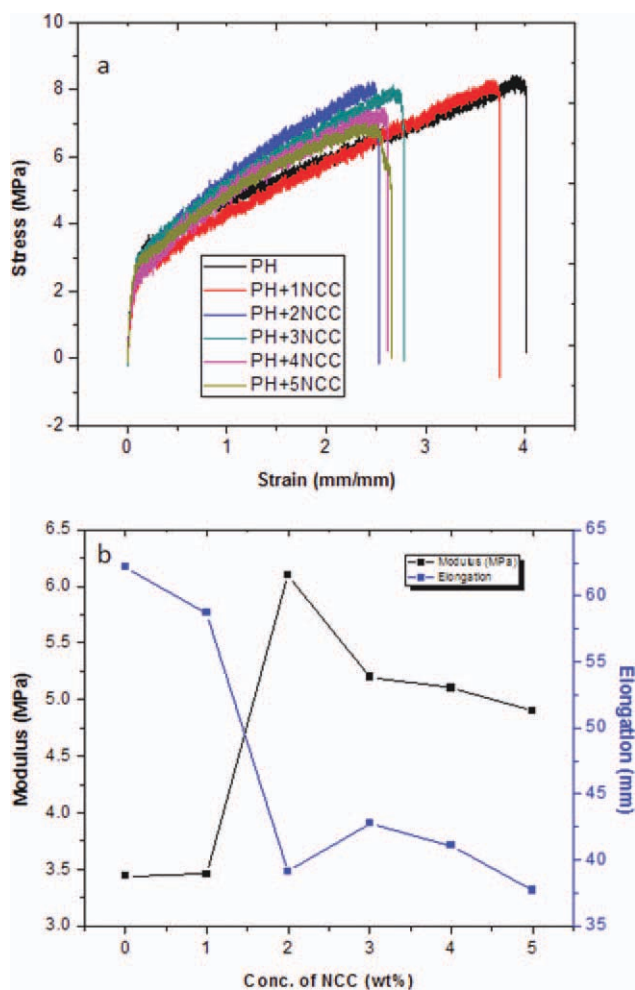 a
8
6
4
2
0
-2
Stress (MPa)
PH
PH+1NCC
PH+2NCC
PH+3NCC
PH+4NCC
PH+5NCC
0 1 2 3 4
Strain (mm/mm)
b
6.5
6.0
5.5
5.0
4.5
4.0
3.5
3.0
Modulus (MPa)
Modulus (MPa)
Elongation
65
60
55
50
45
40
35
Elongation (mm)
0 1 2 3 4 5
Conc. of NCC (wt%)